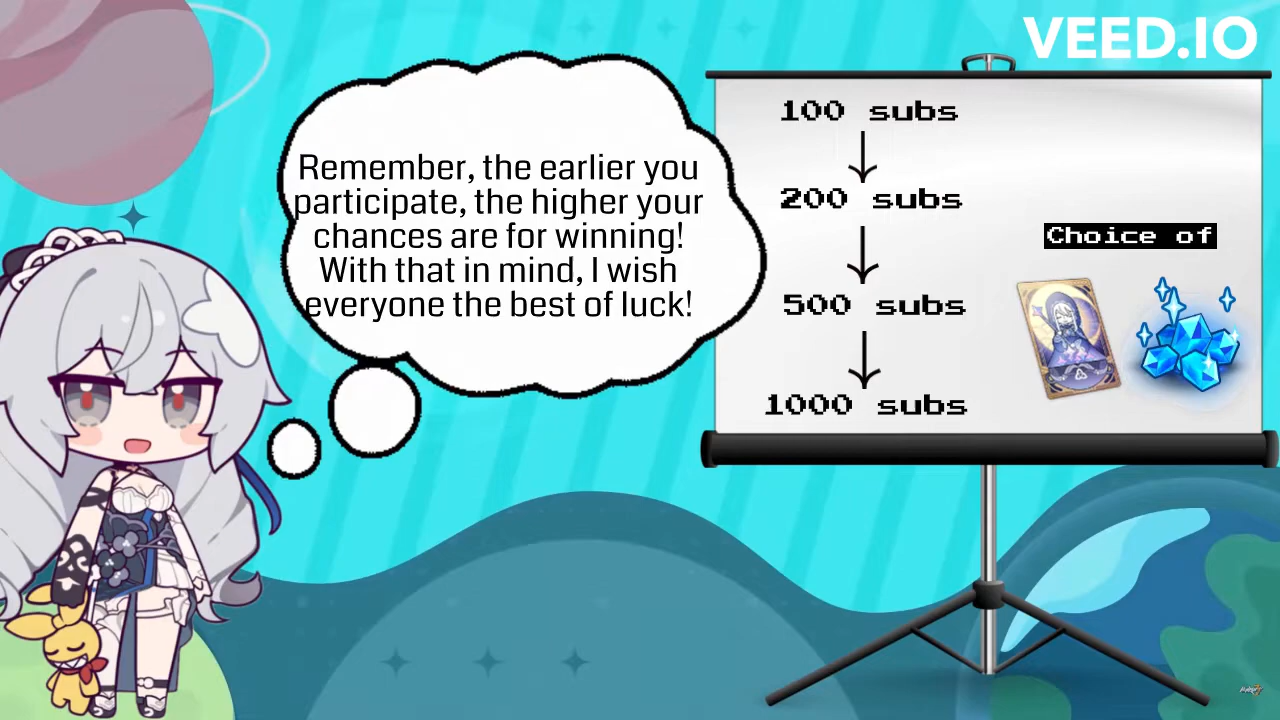 VEED.IO
Remember, the earlier you
participate, the higher your
chances are for winning!
With that in mind, I wish
everyone the best of luck!
100 subs
200 subs
500 subs
1000 subs
Choice of